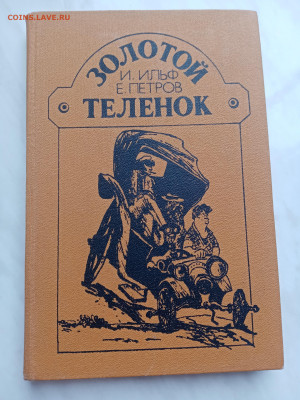 COINS.LAVE.RU
ЗОЛОТОЙ
И. ИЛЬФ
Е. ПЕТРОВ
ТЕЛЕНОК